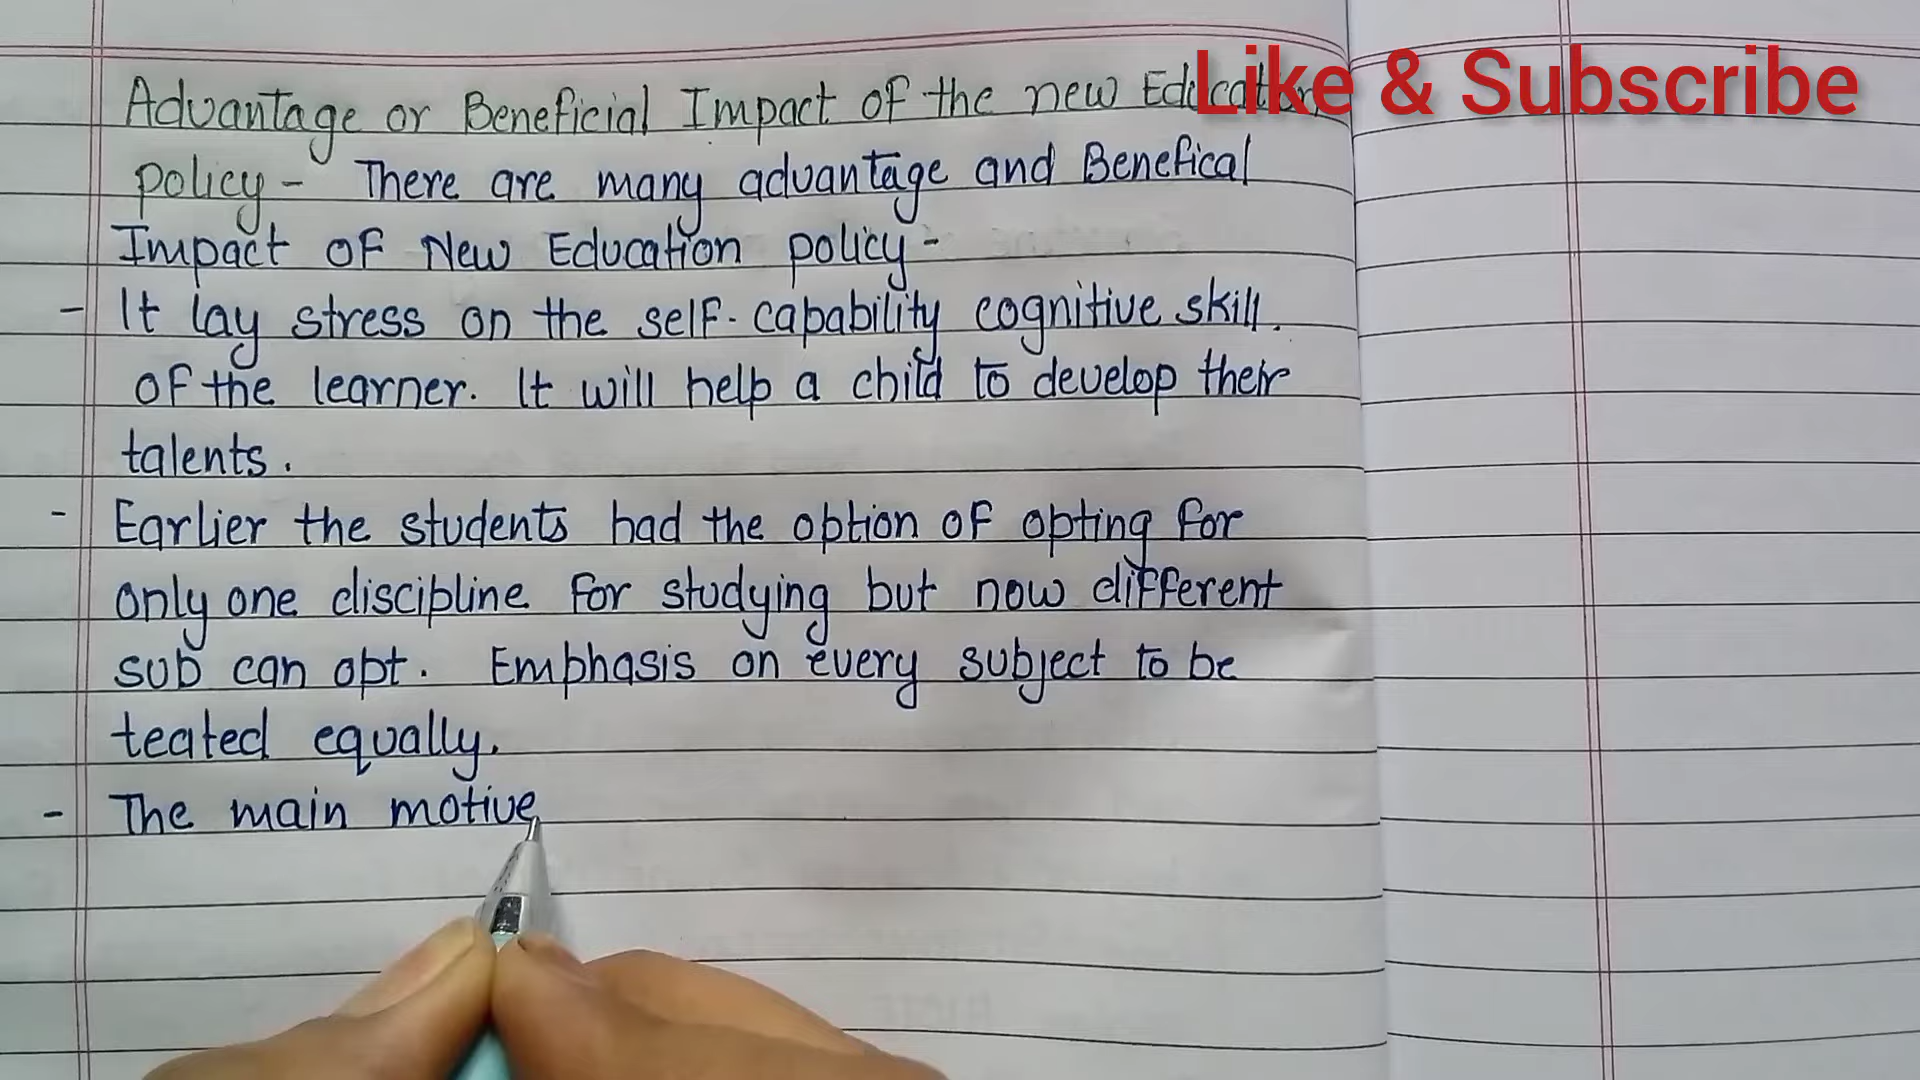 Like & Subscribe
Advantage or Beneficial Impact of the new Education
policy - There are many advantage and Benefical
Impact of New Education policy -
- It lay stress on the self-capability cognitive skill.
of the learner. It will help a child to develop their
talents.
- Earlier the students had the option of opting for
only one discipline for studying but now different
sub can opt. Emphasis on every subject to be
teated equally.
- The main motive